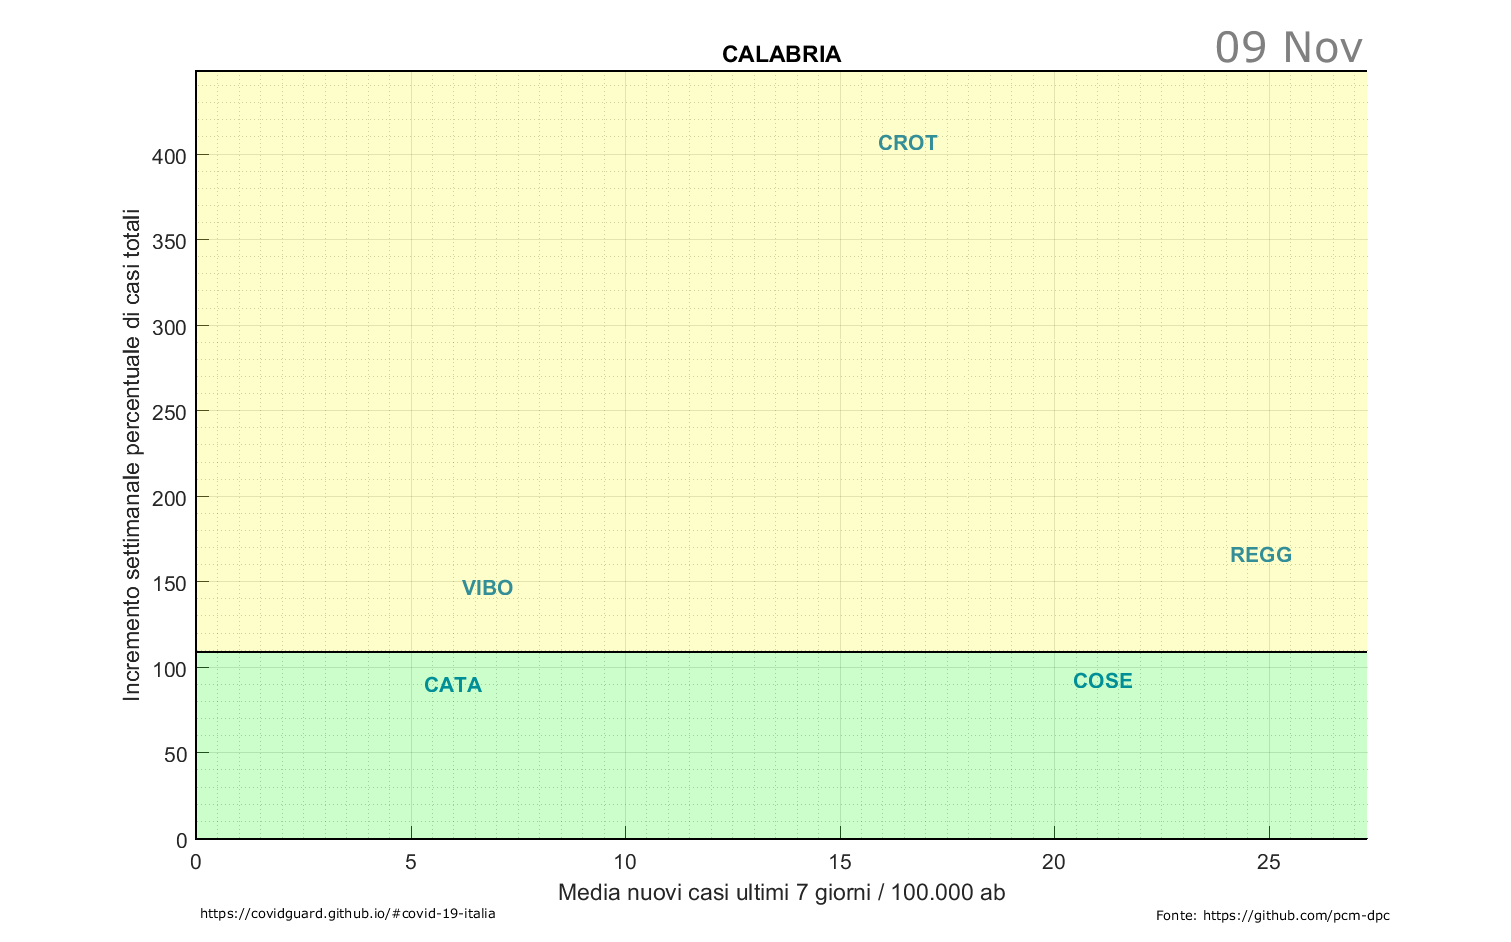 09 Nov
CALABRIA
Incremento settimanale percentuale di casi totali
400
350
300
250
200
150
100
50
0
CROT
REGG
VIBO
CATA
COSE
0 5 10 15 20 25
Media nuovi casi ultimi 7 giorni / 100.000 ab
https://covidguard.github.io/#covid-19-italia
Fonte: https://github.com/pcm-dpc